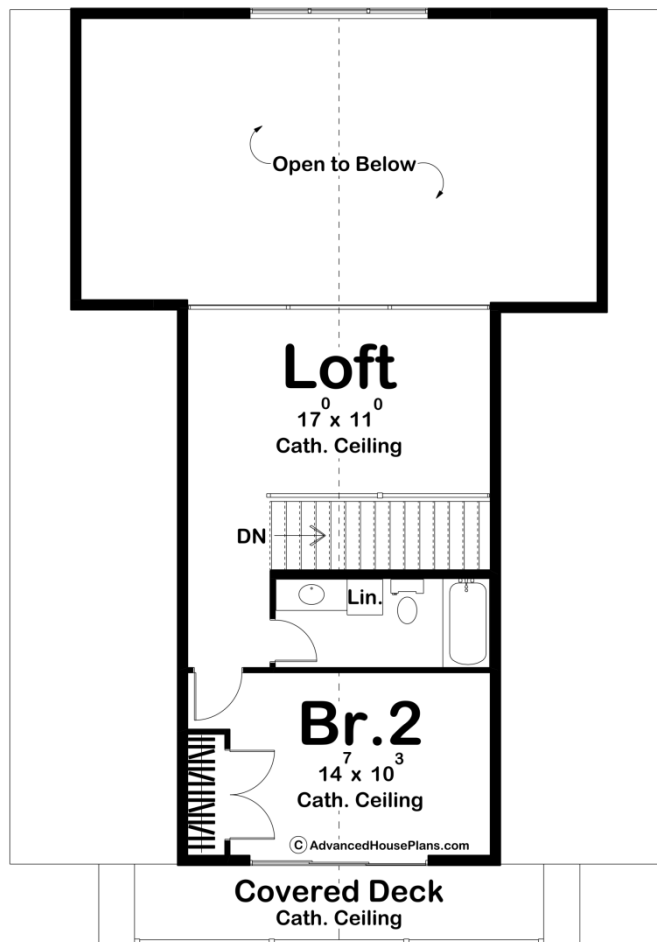 Open to Below
Loft
17⁰ x 11⁰
Cath. Ceiling
DN
Lin.
Br.2
14⁷ x 10³
Cath. Ceiling
© AdvancedHousePlans.com
Covered Deck
Cath. Ceiling